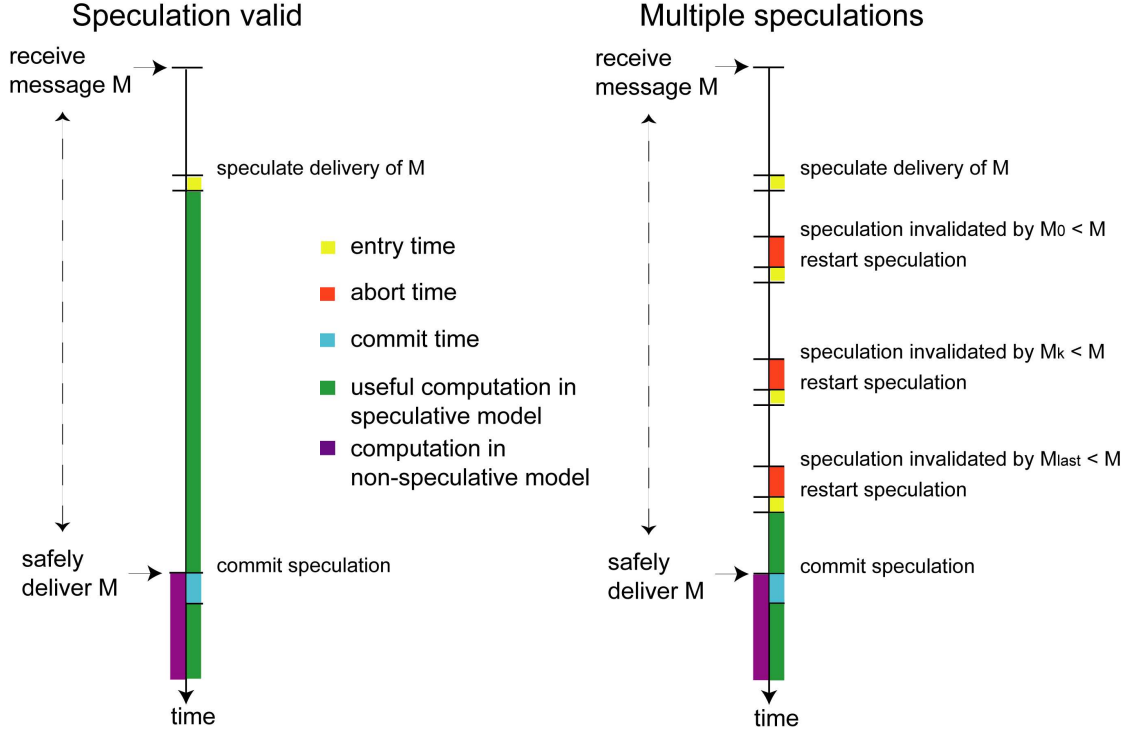 Speculation valid
receive
message M
speculate delivery of M
entry time
abort time
commit time
useful computation in
speculative model
computation in
non-speculative model
safely
deliver M
commit speculation
time
Multiple speculations
receive
message M
speculate delivery of M
speculation invalidated by M0 < M
restart speculation
speculation invalidated by Mk < M
restart speculation
speculation invalidated by Mlast < M
restart speculation
safely
deliver M
commit speculation
time